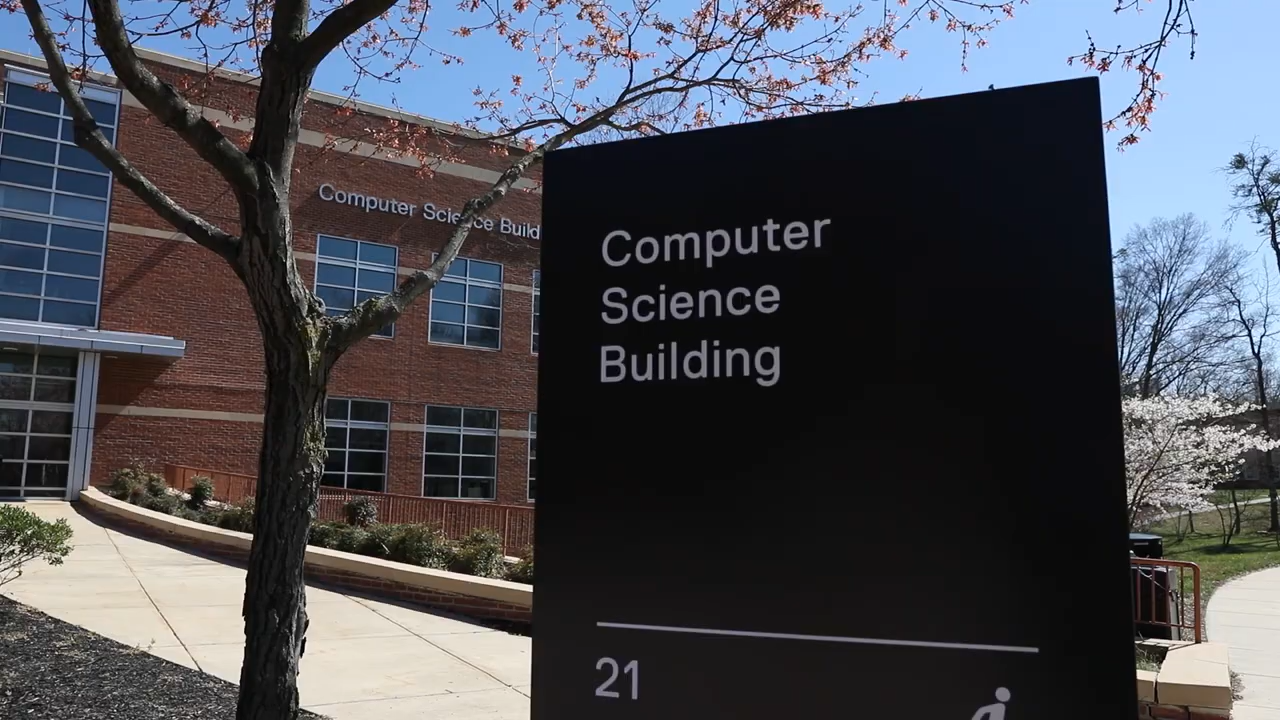 Computer Science Build
Computer
Science
Building
21